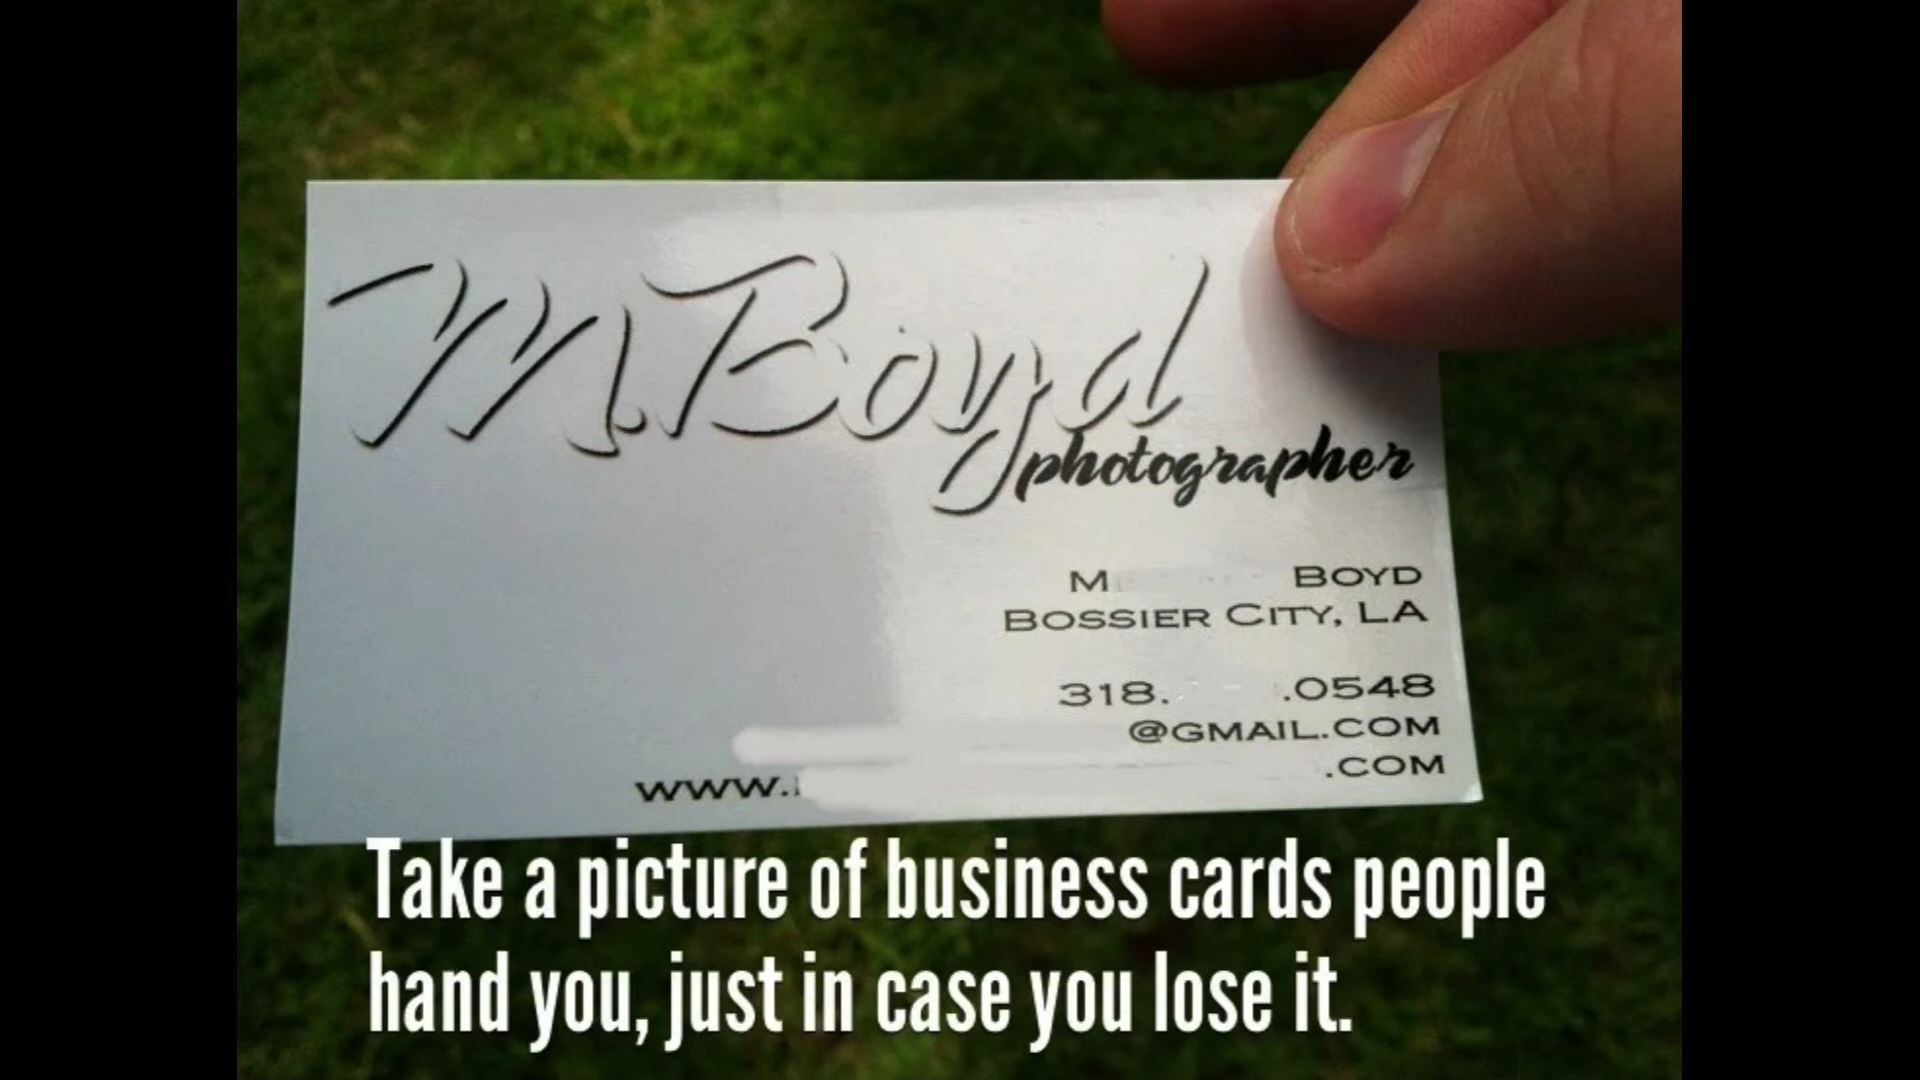 M.Boyd
photographer
M Boyd
Bossier City, LA
318. .0548
@GMAIL.COM
www. .COM
Take a picture of business cards people
hand you, just in case you lose it.